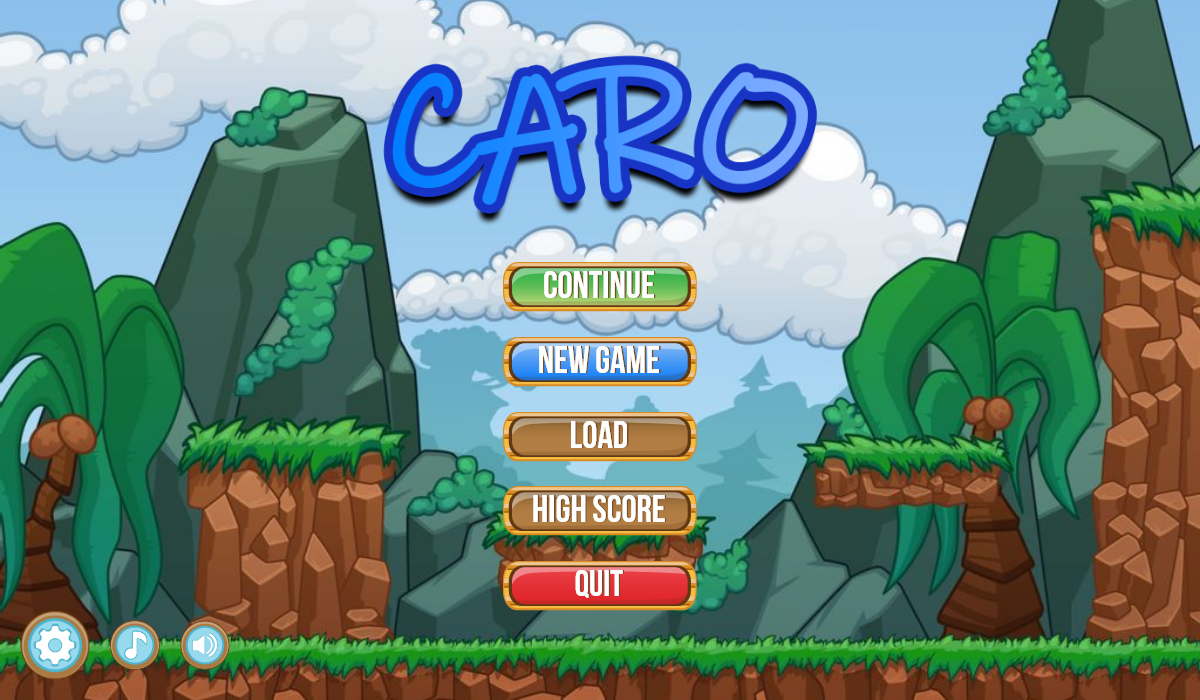 CARO
CONTINUE
NEW GAME
LOAD
HIGH SCORE
QUIT